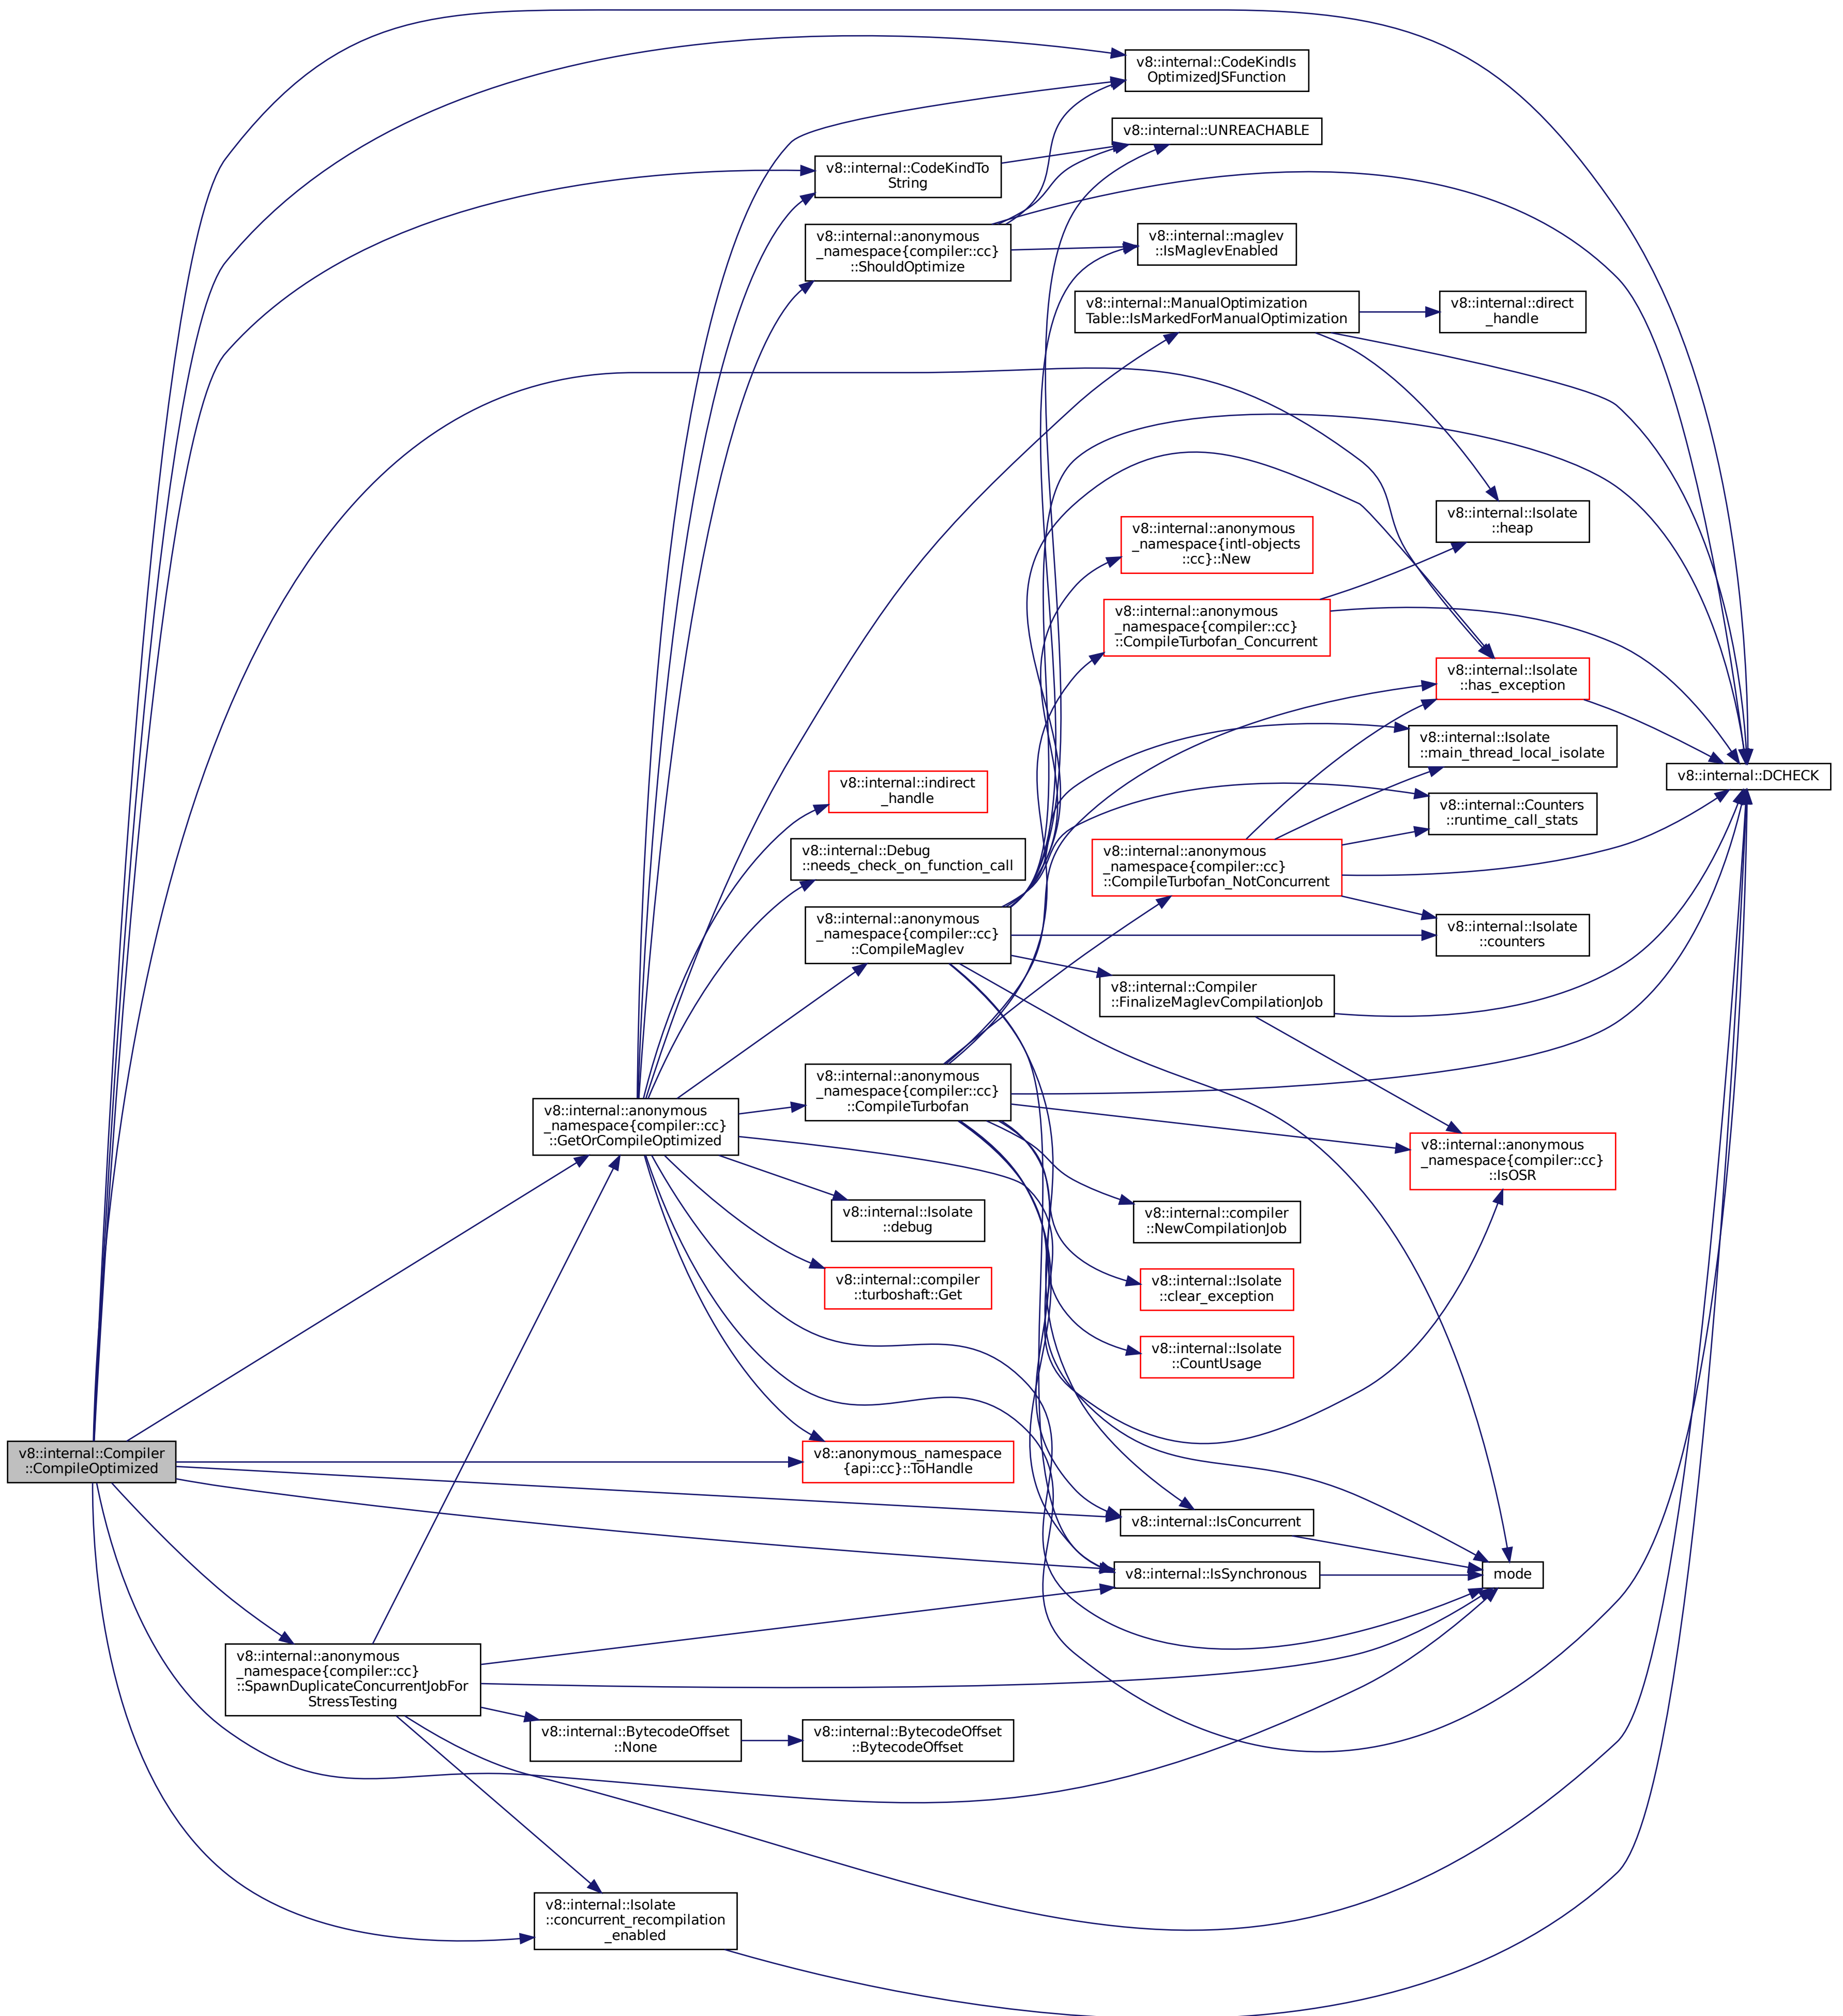 v8::internal::CodeKindIs
OptimizedJSFunction
v8::internal::UNREACHABLE
v8::internal::CodeKindTo
String
v8::internal::anonymous
_namespace{compiler::cc}
::ShouldOptimize
v8::internal::maglev
::IsMaglevEnabled
v8::internal::ManualOptimization
Table::IsMarkedForManualOptimization
v8::internal::direct
_handle
v8::internal::Isolate
::heap
v8::internal::anonymous
_namespace{intl-objects
::cc}::New
v8::internal::anonymous
_namespace{compiler::cc}
::CompileTurbofan_Concurrent
v8::internal::Isolate
::has_exception
v8::internal::Isolate
::main_thread_local_isolate
v8::internal::DCHECK
v8::internal::indirect
_handle
v8::internal::Counters
::runtime_call_stats
v8::internal::Debug
::needs_check_on_function_call
v8::internal::anonymous
_namespace{compiler::cc}
::CompileTurbofan_NotConcurrent
v8::internal::anonymous
_namespace{compiler::cc}
::CompileMaglev
v8::internal::Isolate
::counters
v8::internal::Compiler
::FinalizeMaglevCompilationJob
v8::internal::anonymous
_namespace{compiler::cc}
::CompileTurbofan
v8::internal::anonymous
_namespace{compiler::cc}
::GetOrCompileOptimized
v8::internal::anonymous
_namespace{compiler::cc}
::IsOSR
v8::internal::Isolate
::debug
v8::internal::compiler
::NewCompilationJob
v8::internal::compiler
::turboshaft::Get
v8::internal::Isolate
::clear_exception
v8::internal::Isolate
::CountUsage
v8::internal::Compiler
::CompileOptimized
v8::anonymous_namespace
{api::cc}::ToHandle
v8::internal::IsConcurrent
v8::internal::IsSynchronous
mode
v8::internal::anonymous
_namespace{compiler::cc}
::SpawnDuplicateConcurrentJobFor
StressTesting
v8::internal::BytecodeOffset
::None
v8::internal::BytecodeOffset
::BytecodeOffset
v8::internal::Isolate
::concurrent_recompilation
_enabled